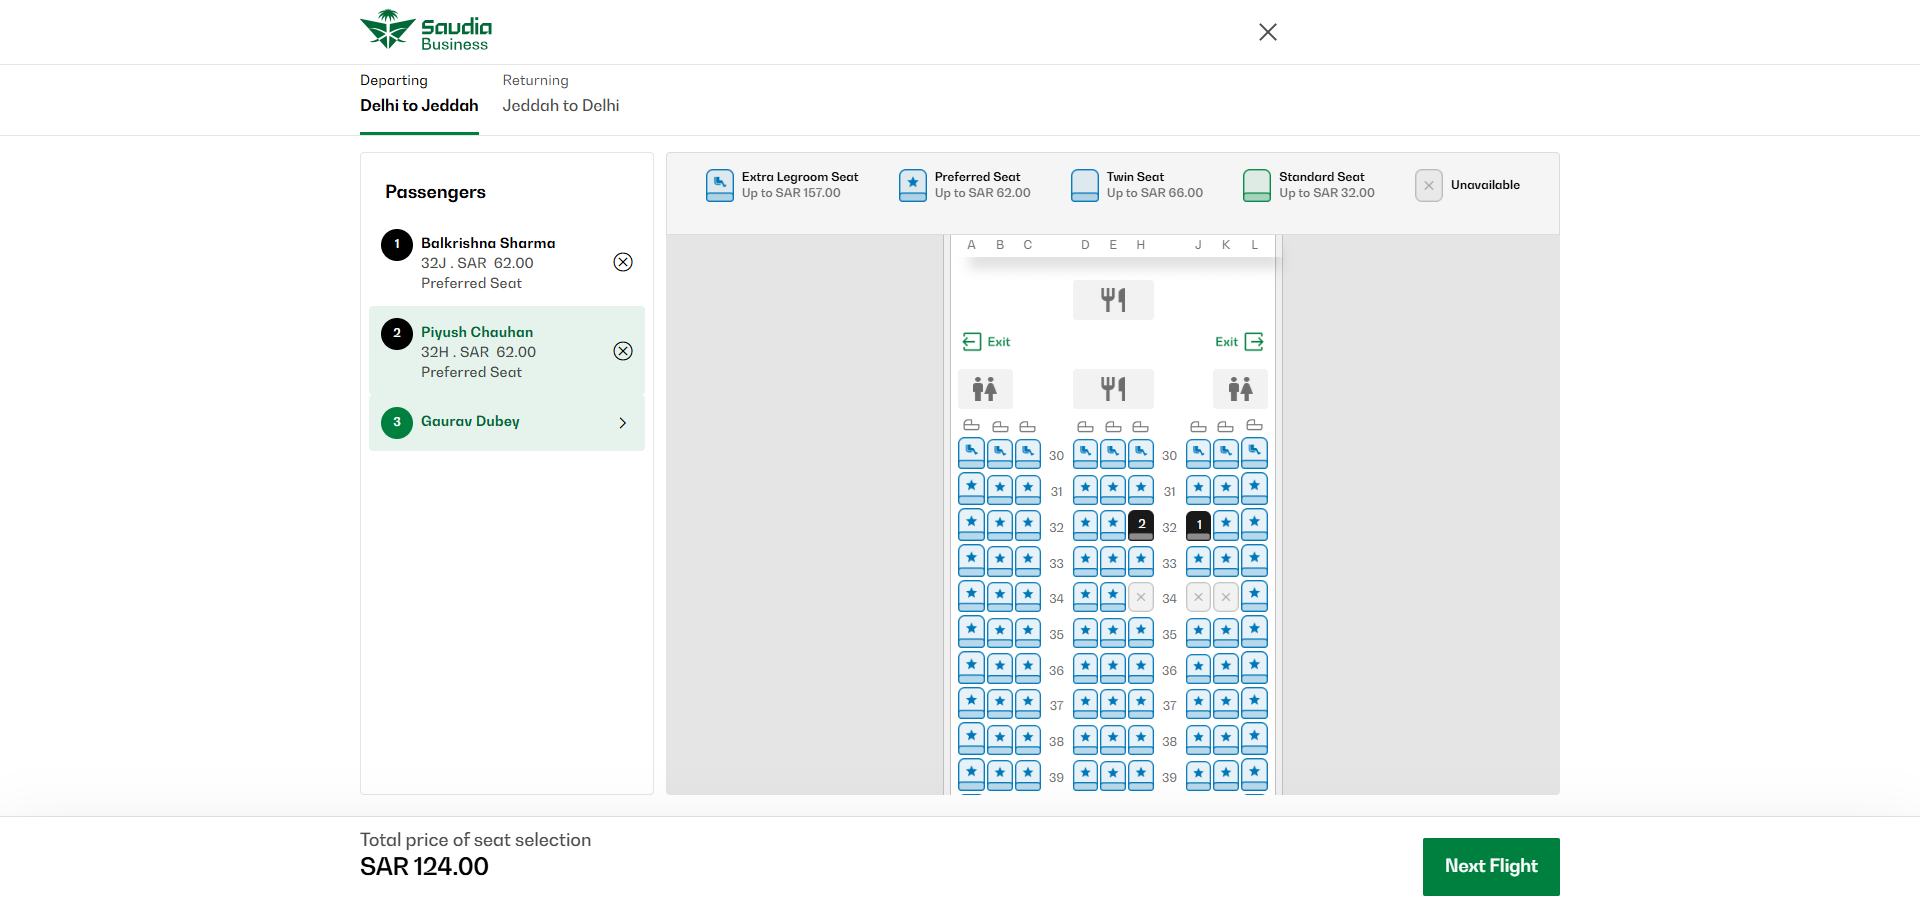 Saudia
Business
Departing
Delhi to Jeddah
Returning
Jeddah to Delhi
Passengers
1
Balkrishna Sharma
32J . SAR 62.00
Preferred Seat
2
Piyush Chauhan
32H . SAR 62.00
Preferred Seat
3
Gaurav Dubey
Extra Legroom Seat
Up to SAR 157.00
Preferred Seat
Up to SAR 62.00
Twin Seat
Up to SAR 66.00
Standard Seat
Up to SAR 32.00
Unavailable
A B C D E H J K L
Exit Exit
30 30
31 31
32 2 32 1
33 33
34 34
35 35
36 36
37 37
38 38
39 39
Total price of seat selection
SAR 124.00
Next Flight